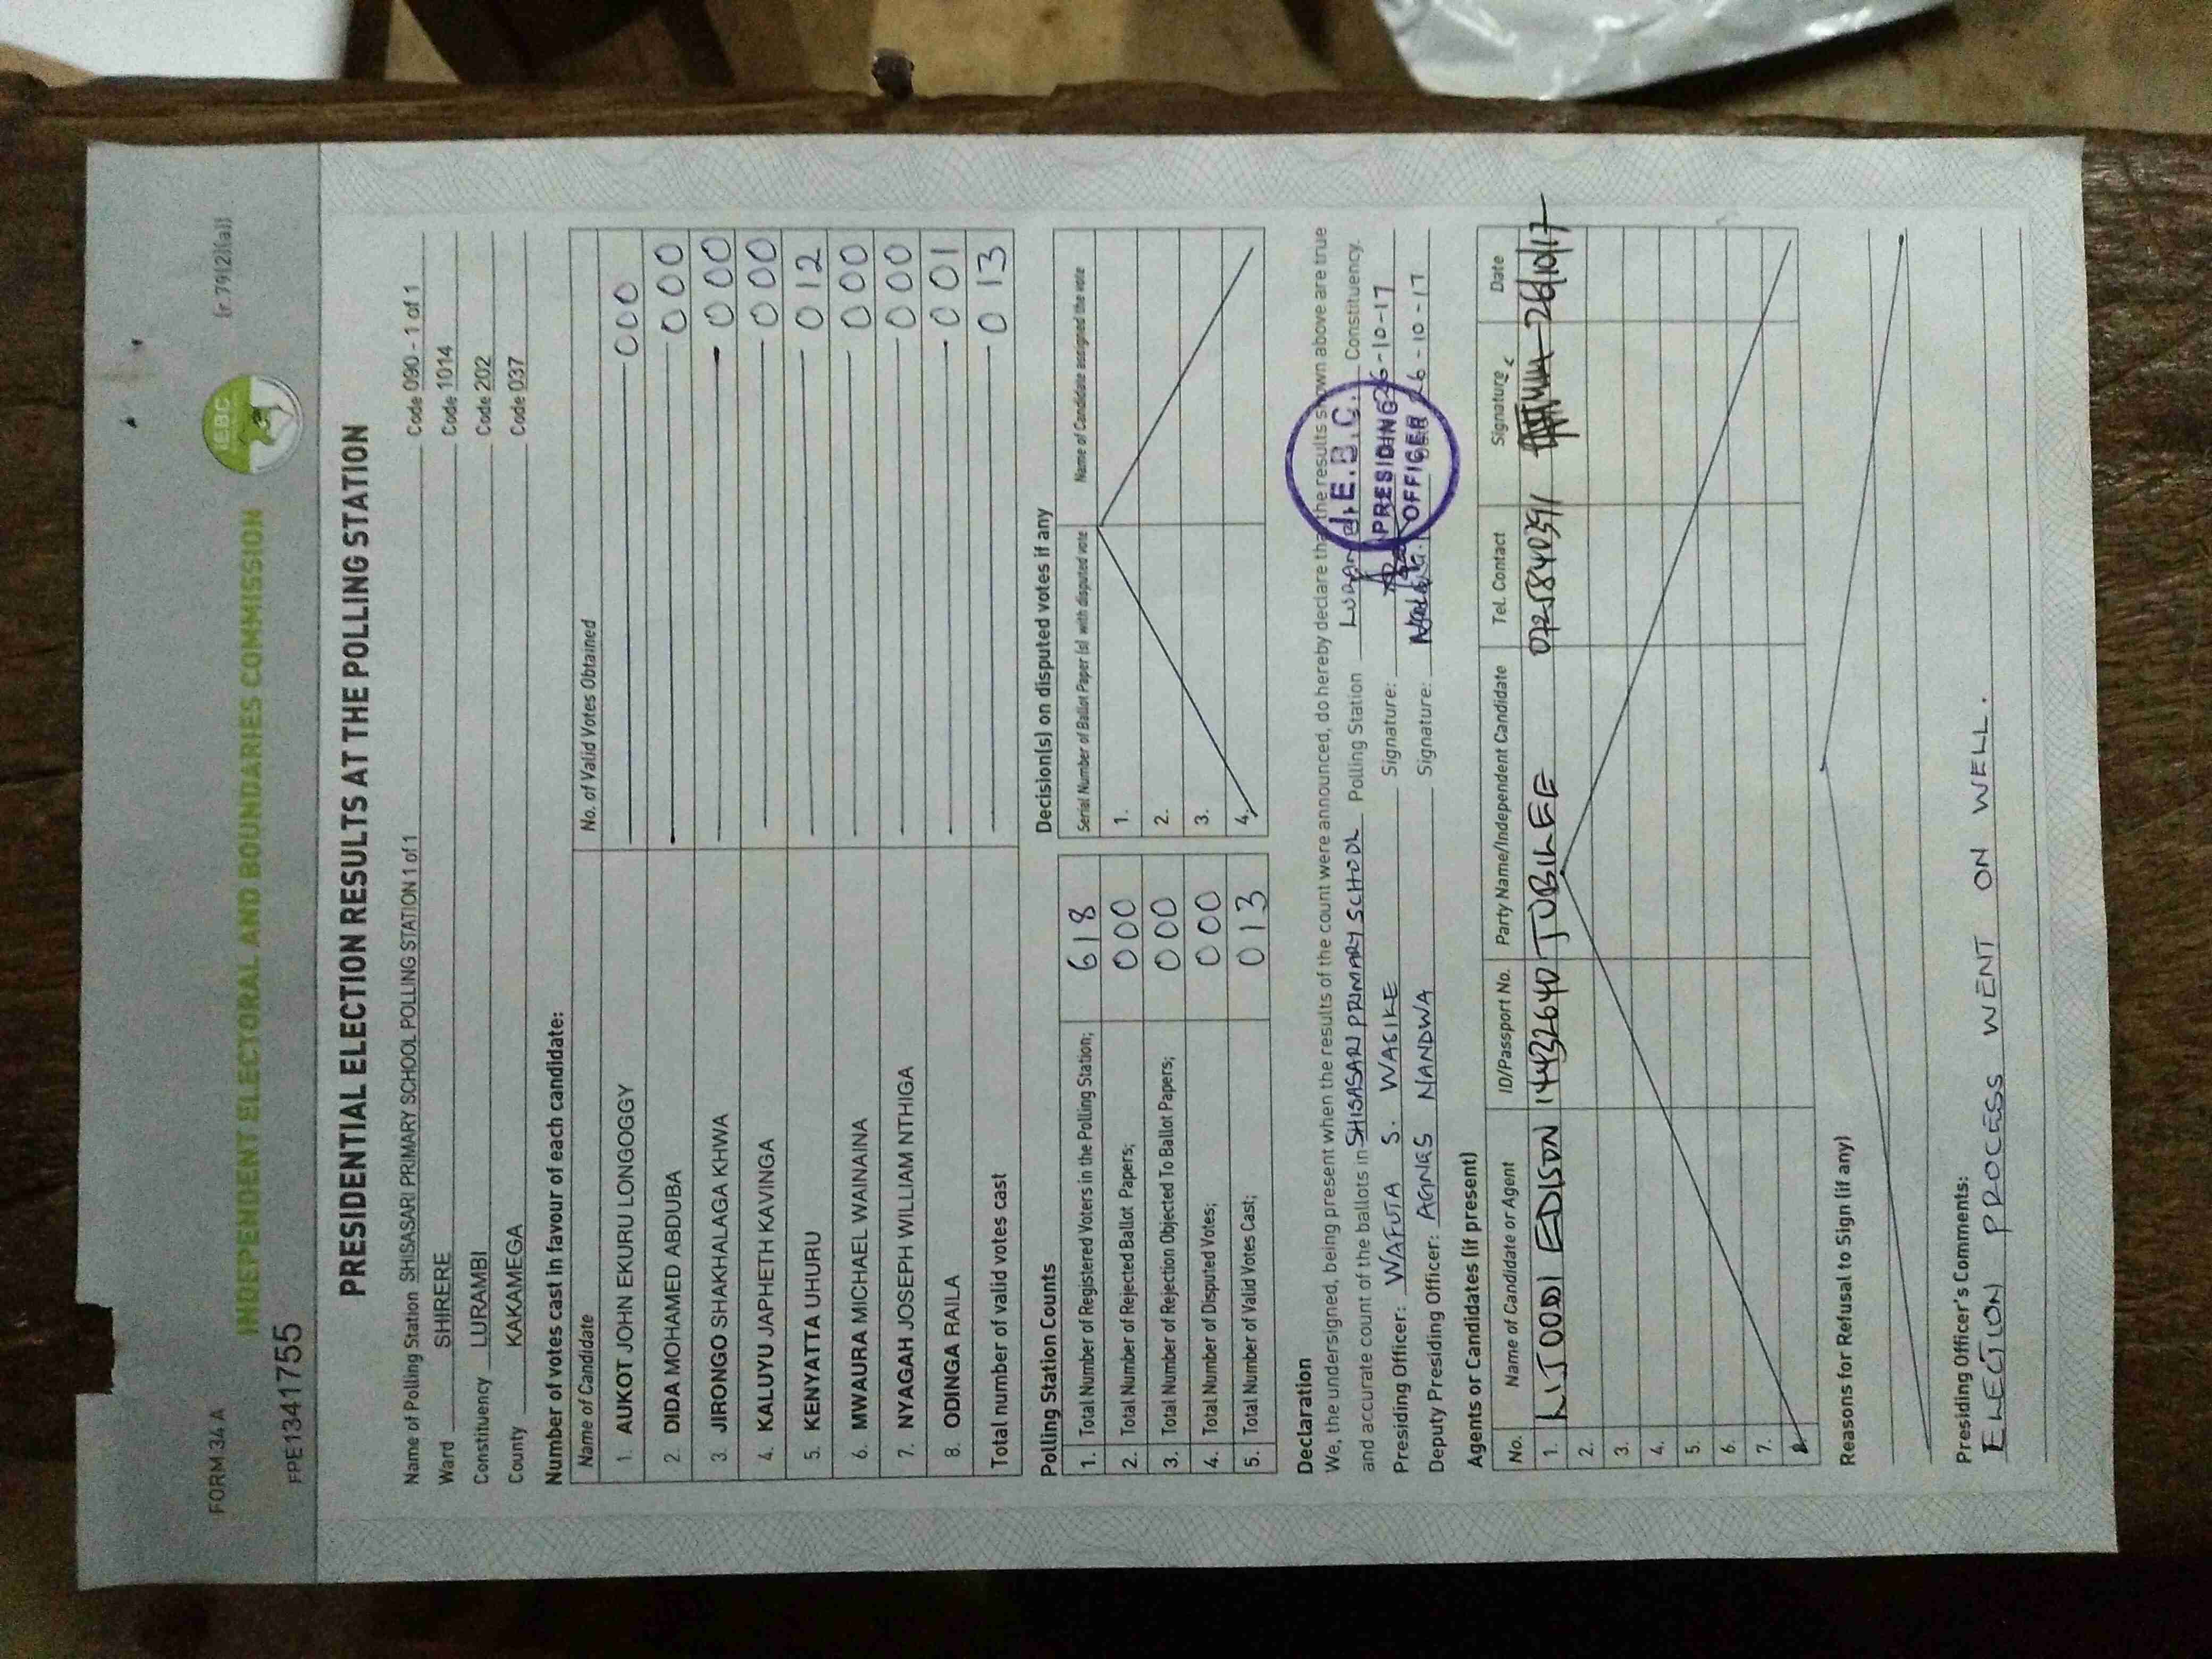 FORM 34 A
(r.79(2)(a))
IEBC
INDEPENDENT ELECTORAL AND BOUNDARIES COMMISSION
FPE1341755
PRESIDENTIAL ELECTION RESULTS AT THE POLLING STATION
Name of Polling Station SHISASARI PRIMARY SCHOOL POLLING STATION 1 of 1 Code 090 - 1 of 1
Ward SHIRERE Code 1014
Constituency LURAMBI Code 202
County KAKAMEGA Code 037
Number of votes cast in favour of each candidate:
Name of Candidate No. of Valid Votes Obtained
1. AUKOT JOHN EKURU LONGOGGY 000
2. DIDA MOHAMED ABDUBA 000
3. JIRONGO SHAKHALAGA KHWA 000
4. KALUYU JAPHETH KAVINGA 000
5. KENYATTA UHURU 012
6. MWAURA MICHAEL WAINAINA 000
7. NYAGAH JOSEPH WILLIAM NTHIGA 000
8. ODINGA RAILA 001
Total number of valid votes cast 013
Polling Station Counts
1. Total Number of Registered Voters in the Polling Station; 618
2. Total Number of Rejected Ballot Papers; 000
3. Total Number of Rejection Objected To Ballot Papers; 000
4. Total Number of Disputed Votes; 000
5. Total Number of Valid Votes Cast; 013
Decision(s) on disputed votes if any
Serial Number of Ballot Paper (s) with disputed vote Name of Candidate assigned the vote
1.
2.
3.
4.
Declaration
We, the undersigned, being present when the results of the count were announced, do hereby declare that the results shown above are true
and accurate count of the ballots in SHISASARI PRIMARY SCHOOL Polling Station Constituency.
Presiding Officer: WAFUTA S. WASIKE Signature: 26-10-17
Deputy Presiding Officer: AGNES NANDWA Signature: 26-10-17
I.E.B.C.
PRESIDING
OFFICER
Agents or Candidates (if present)
No. Name of Candidate or Agent ID/Passport No. Party Name/Independent Candidate Tel. Contact Signature Date
1. LIJOODI EDISON 14432640 JUBILEE 0725840391 26/10/17
2.
3.
4.
5.
6.
7.
8.
Reasons for Refusal to Sign (if any)
Presiding Officer's Comments:
ELECTION PROCESS WENT ON WELL.